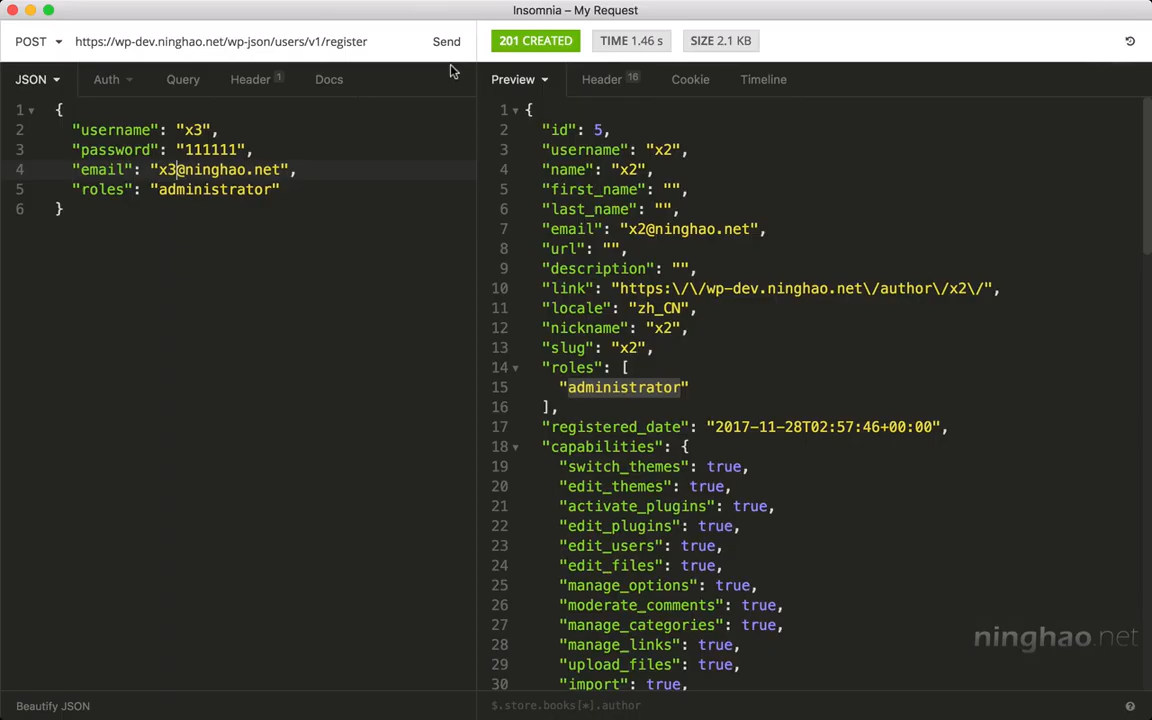 Insomnia – My Request
POST https://wp-dev.ninghao.net/wp-json/users/v1/register Send
201 CREATED TIME 1.46 s SIZE 2.1 KB
JSON Auth Query Header 1 Docs
Preview Header 16 Cookie Timeline
1 {
2 "username": "x3",
3 "password": "111111",
4 "email": "x3@ninghao.net",
5 "roles": "administrator"
6 }
1 {
2 "id": 5,
3 "username": "x2",
4 "name": "x2",
5 "first_name": "",
6 "last_name": "",
7 "email": "x2@ninghao.net",
8 "url": "",
9 "description": "",
10 "link": "https:\/\/wp-dev.ninghao.net\/author\/x2\/",
11 "locale": "zh_CN",
12 "nickname": "x2",
13 "slug": "x2",
14 "roles": [
15 "administrator"
16 ],
17 "registered_date": "2017-11-28T02:57:46+00:00",
18 "capabilities": {
19 "switch_themes": true,
20 "edit_themes": true,
21 "activate_plugins": true,
22 "edit_plugins": true,
23 "edit_users": true,
24 "edit_files": true,
25 "manage_options": true,
26 "moderate_comments": true,
27 "manage_categories": true,
28 "manage_links": true,
29 "upload_files": true,
30 "import": true,
ninghao.net
Beautify JSON
$.store.books[*].author